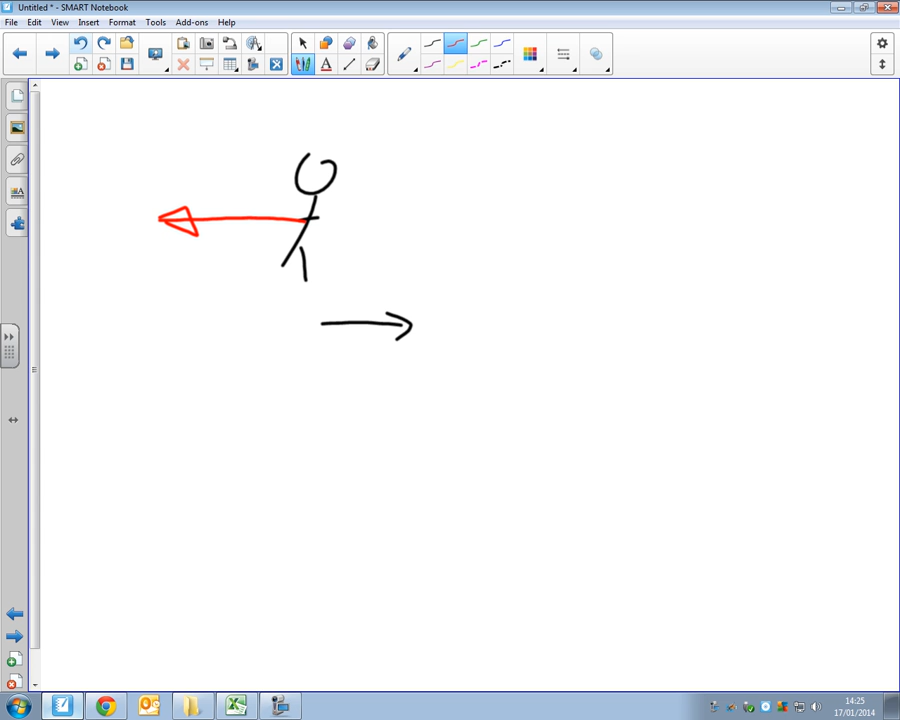 Untitled * - SMART Notebook
File Edit View Insert Format Tools Add-ons Help
14:25
17/01/2014